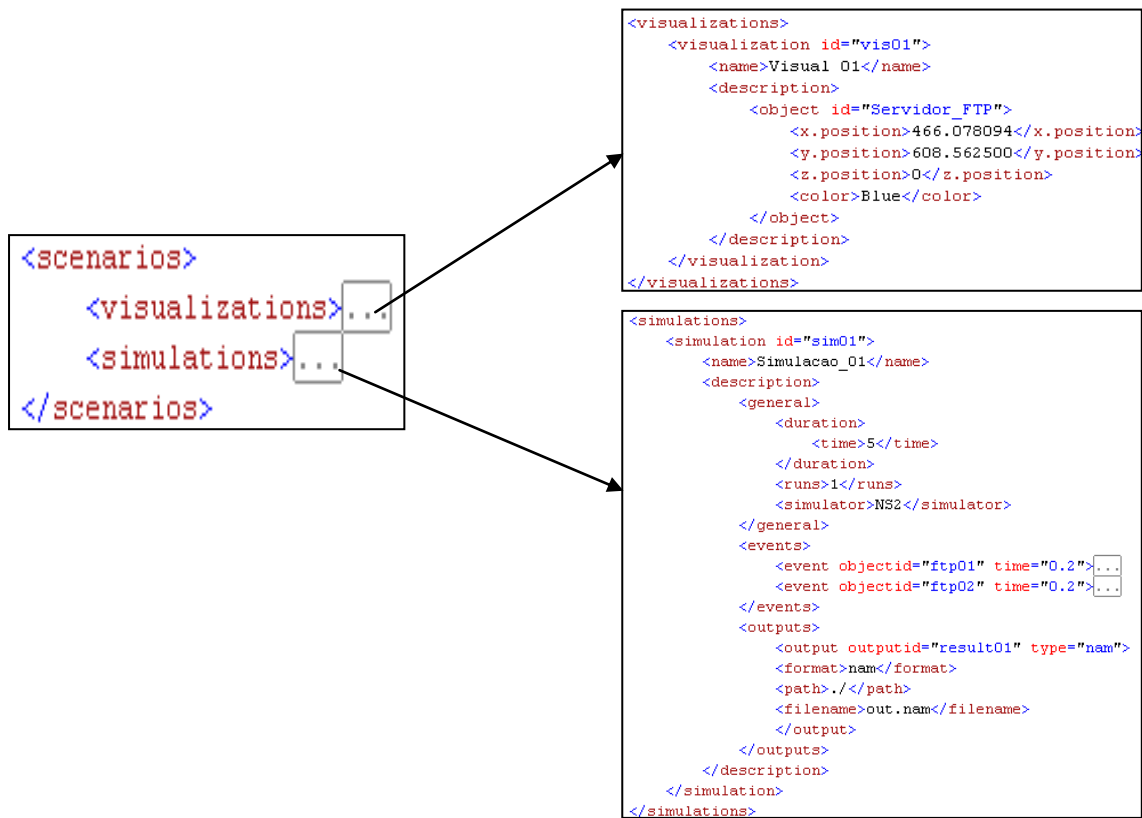 <scenarios>
<visualizations>...
<simulations>...
</scenarios>
<visualizations>
<visualization id="vis01">
<name>Visual 01</name>
<description>
<object id="Servidor_FTP">
<x.position>466.078094</x.position>
<y.position>608.562500</y.position>
<z.position>0</z.position>
<color>Blue</color>
</object>
</description>
</visualization>
</visualizations>
<simulations>
<simulation id="sim01">
<name>Simulacao_01</name>
<description>
<general>
<duration>
<time>5</time>
</duration>
<runs>1</runs>
<simulator>NS2</simulator>
</general>
<events>
<event objectid="ftp01" time="0.2">...
<event objectid="ftp02" time="0.2">...
</events>
<outputs>
<output outputid="result01" type="nam">
<format>nam</format>
<path>./</path>
<filename>out.nam</filename>
</output>
</outputs>
</description>
</simulation>
</simulations>